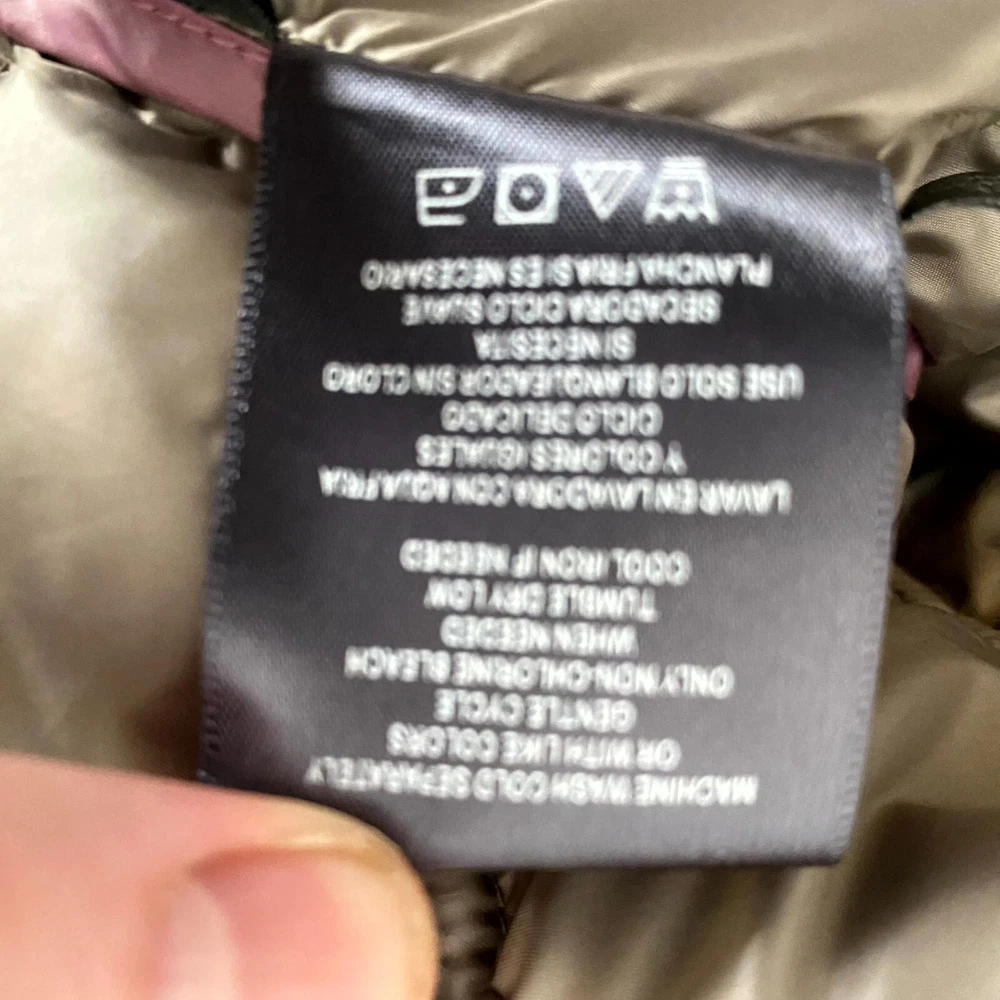 MACHINE WASH COLD SEPARATELY
OR WITH LIKE COLORS
GENTLE CYCLE
ONLY NON-CHLORINE BLEACH
WHEN NEEDED
TUMBLE DRY LOW
COOL IRON IF NEEDED
LAVAR EN LAVADORA CON AQUA FRIA
Y COLORES IGUALES
CICLO DELICADO
USE SOLO BLANQUEADOR SIN CLORO
SI NECESITA
SECADORA CICLO SUAVE
PLANCHA FRIA SI ES NECESARIO